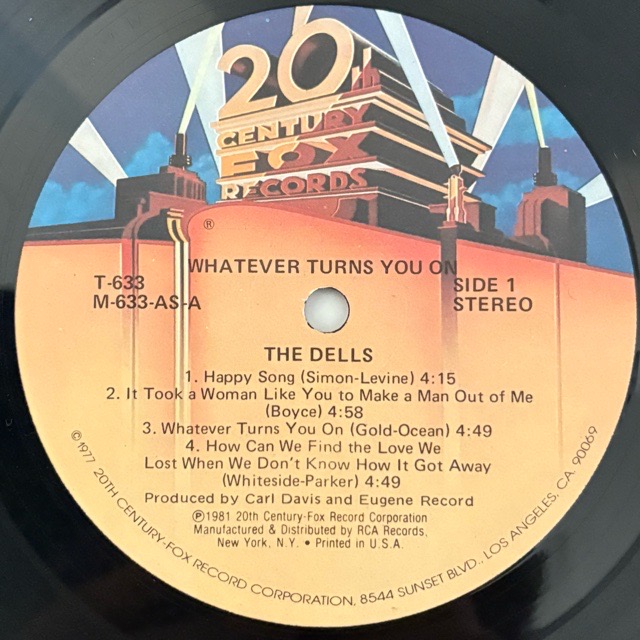 20th
CENTURY
FOX
RECORDS
®
WHATEVER TURNS YOU ON
T-633
M-633-AS-A
SIDE 1
STEREO
THE DELLS
1. Happy Song (Simon-Levine) 4:15
2. It Took a Woman Like You to Make a Man Out of Me
(Boyce) 4:58
3. Whatever Turns You On (Gold-Ocean) 4:49
4. How Can We Find the Love We
Lost When We Don't Know How It Got Away
(Whiteside-Parker) 4:49
Produced by Carl Davis and Eugene Record
℗1981 20th Century-Fox Record Corporation
Manufactured & Distributed by RCA Records,
New York, N.Y. • Printed in U.S.A.
©1977 20TH CENTURY-FOX RECORD CORPORATION, 8544 SUNSET BLVD., LOS ANGELES, CA. 90069